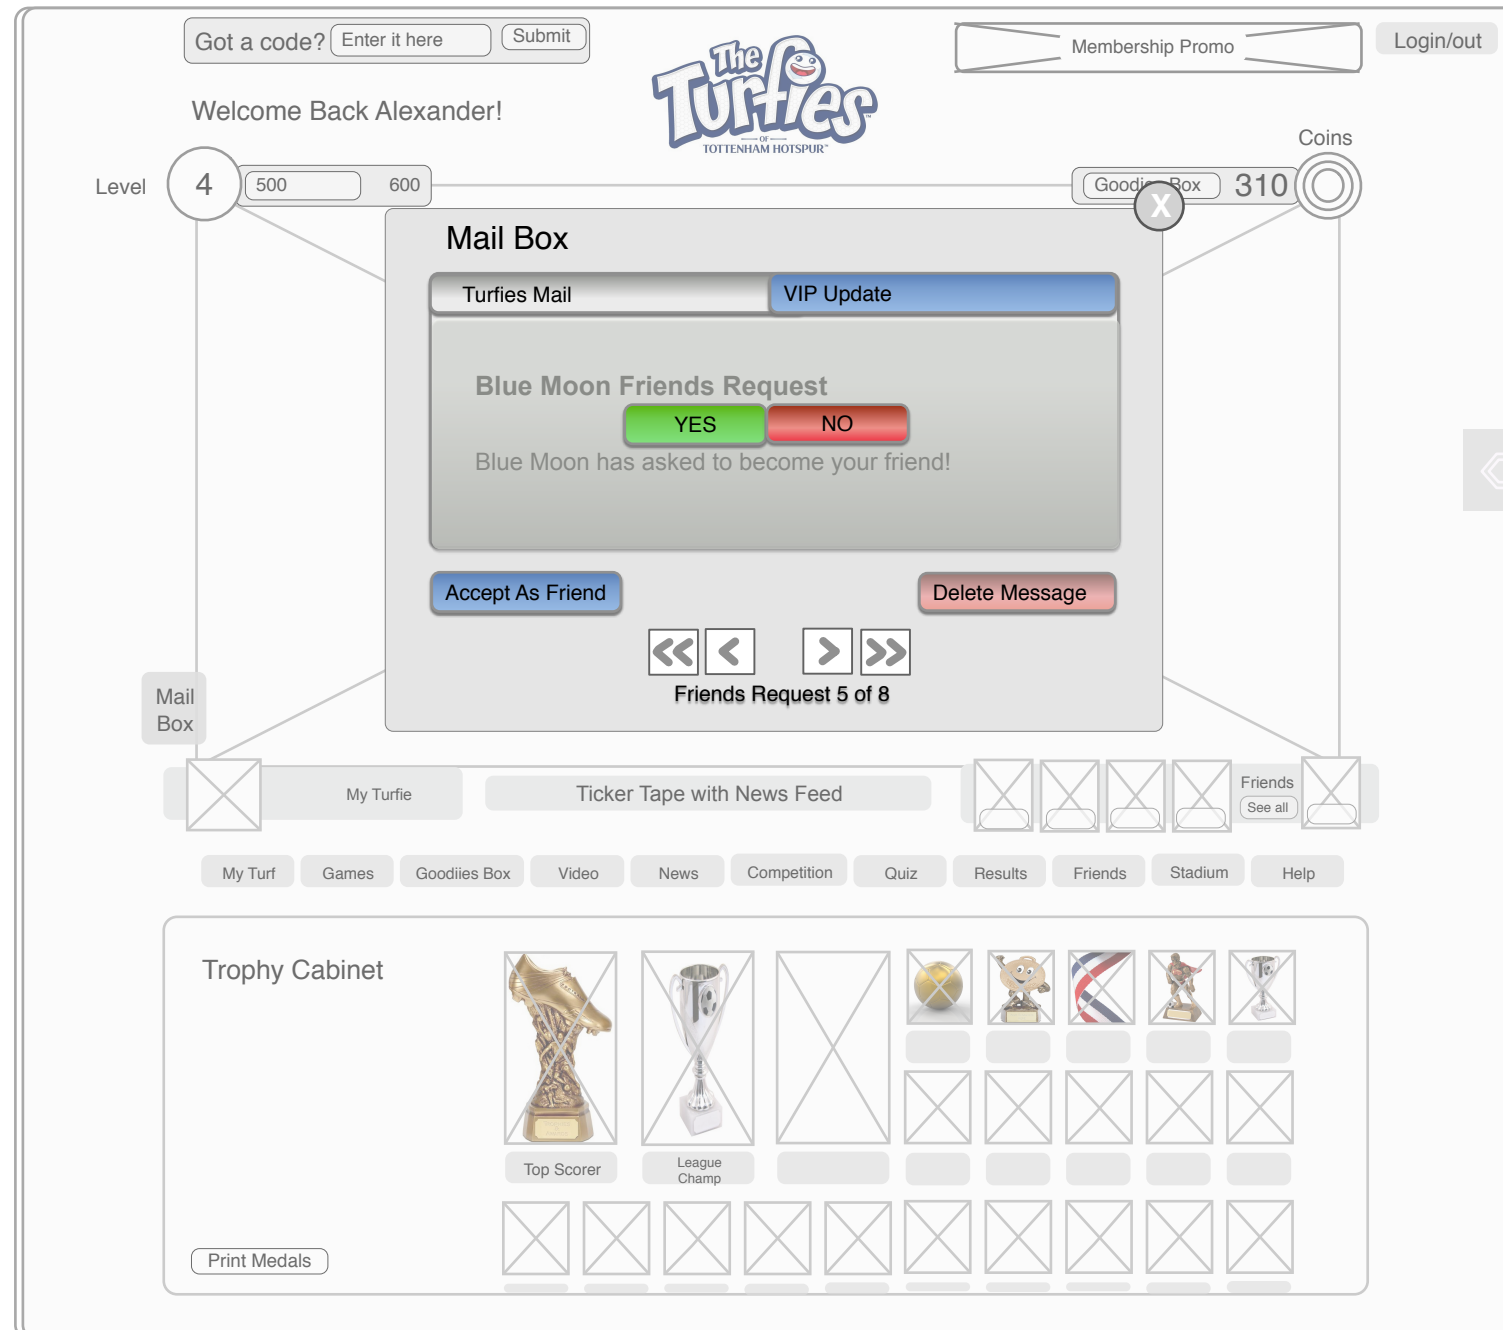 Got a code? Enter it here Submit
Membership Promo
Login/out
The
Turfies
OF
TOTTENHAM HOTSPUR™
Welcome Back Alexander!
Coins
Level 4 500 600
Goodies Box 310
X
Mail Box
Turfies Mail VIP Update
Blue Moon Friends Request
YES NO
Blue Moon has asked to become your friend!
Accept As Friend Delete Message
<< < > >>
Friends Request 5 of 8
Mail
Box
My Turfie
Ticker Tape with News Feed
Friends
See all
My Turf Games Goodiies Box Video News Competition Quiz Results Friends Stadium Help
Trophy Cabinet
Top Scorer
League
Champ
Print Medals